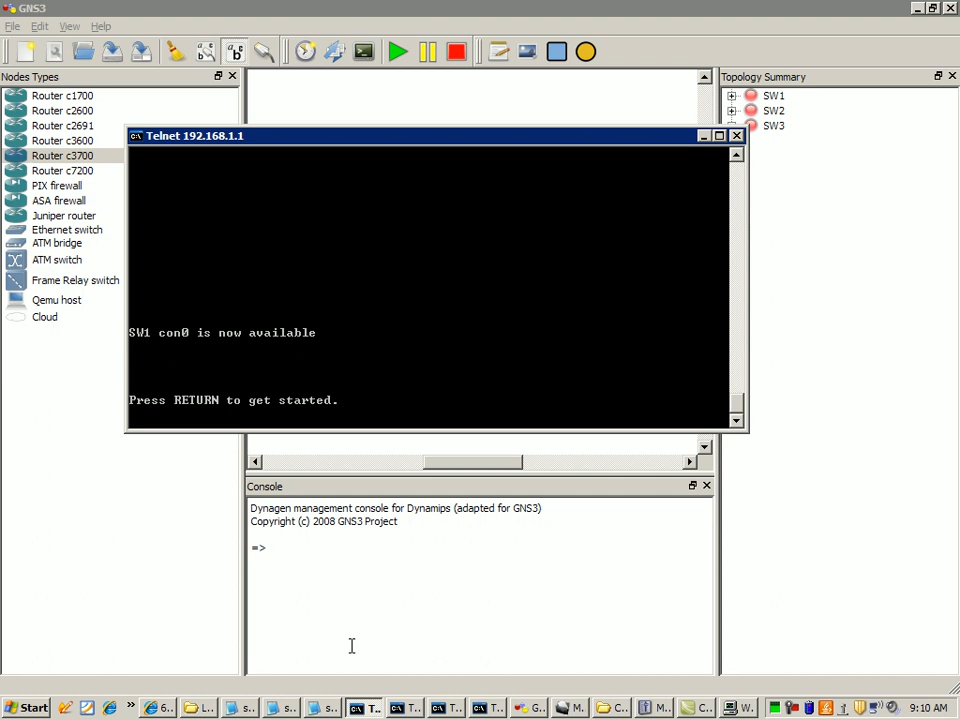 GNS3
File Edit View Help
Nodes Types
Router c1700
Router c2600
Router c2691
Router c3600
Router c3700
Router c7200
PIX firewall
ASA firewall
Juniper router
Ethernet switch
ATM bridge
ATM switch
Frame Relay switch
Qemu host
Cloud
Telnet 192.168.1.1
SW1 con0 is now available
Press RETURN to get started.
Topology Summary
SW1
SW2
SW3
Console
Dynagen management console for Dynamips (adapted for GNS3)
Copyright (c) 2008 GNS3 Project
=>
Start » 6... L... s... s... s... T... T... T... T... G... M... C... M... C... W... 9:10 AM